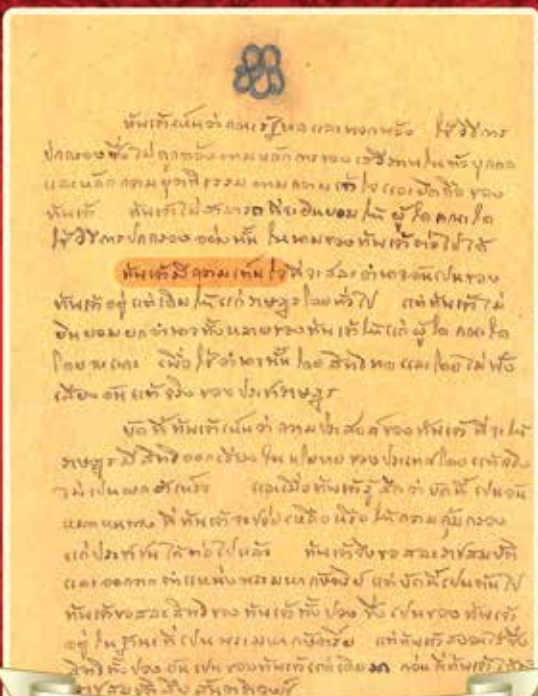 ข้าพเจ้าเห็นว่าคณะรัฐบาลและพวกพ้อง ใช้วิธีการ
ปกครองซึ่งไม่ถูกต้องตามหลักการของเสรีภาพในตัวบุคคล
และหลักความยุติธรรมตามความเข้าใจและยึดถือของ
ข้าพเจ้า ข้าพเจ้าไม่สามารถที่จะยินยอมให้ผู้ใด คณะใด
ใช้วิธีการปกครองอย่างนั้นในนามของข้าพเจ้าต่อไปได้
ข้าพเจ้ามีความเต็มใจที่จะสละอำนาจอันเป็นของ
ข้าพเจ้าอยู่แต่เดิมให้แก่ราษฎรโดยทั่วไป แต่ข้าพเจ้าไม่
ยินยอมยกอำนาจทั้งหลายของข้าพเจ้าให้แก่ผู้ใด คณะใด
โดยฉะเพาะ เพื่อใช้อำนาจนั้นโดยสิทธิขาด และโดยไม่ฟัง
เสียงอันแท้จริงของประชาราษฎร
บัดนี้ข้าพเจ้าเห็นว่าความประสงค์ของข้าพเจ้าที่จะให้
ราษฎรมีสิทธิออกเสียงในนโยบายของประเทศโดยแท้จริง
ไม่เป็นผลสำเร็จ และเมื่อข้าพเจ้ารู้สึกว่าบัดนี้เป็นอัน
หมดหนทางที่ข้าพเจ้าจะช่วยเหลือหรือให้ความคุ้มครอง
แก่ประชาชนได้ต่อไปแล้ว ข้าพเจ้าจึงขอสละราชสมบัติ
และออกจากตำแหน่งพระมหากษัตริย์ แต่บัดนี้เป็นต้นไป
ข้าพเจ้าขอสละสิทธิของข้าพเจ้าทั้งปวง ซึ่งเป็นของข้าพเจ้า
อยู่ในฐานะที่เป็นพระมหากษัตริย์ แต่ข้าพเจ้าสงวนไว้ซึ่ง
สิทธิทั้งปวงอันเป็นของข้าพเจ้าแต่เดิมมา ก่อนที่ข้าพเจ้าได้รับ
ราชสมบัติสืบสันตติวงศ์